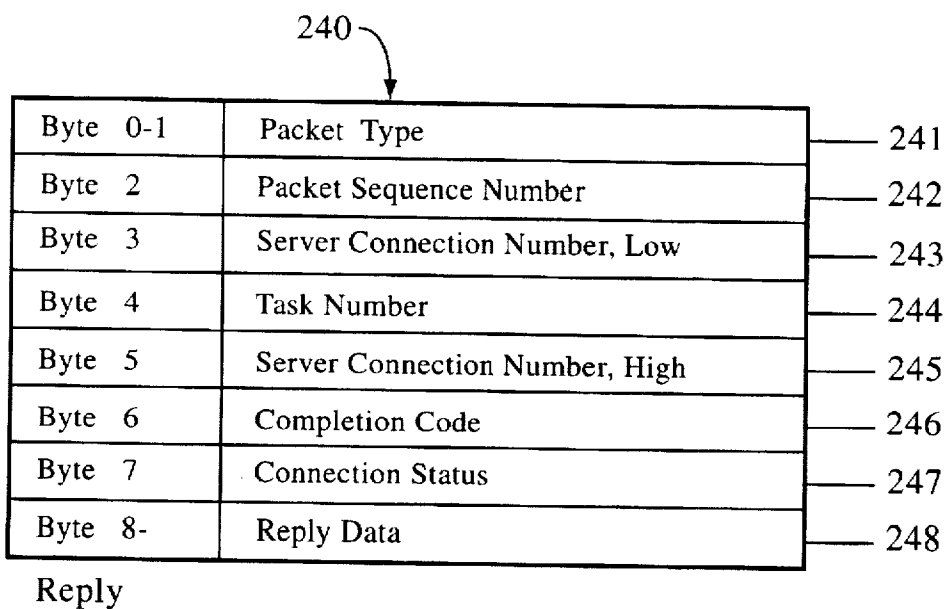 240
Byte 0-1 Packet Type 241
Byte 2 Packet Sequence Number 242
Byte 3 Server Connection Number, Low 243
Byte 4 Task Number 244
Byte 5 Server Connection Number, High 245
Byte 6 Completion Code 246
Byte 7 Connection Status 247
Byte 8- Reply Data 248
Reply